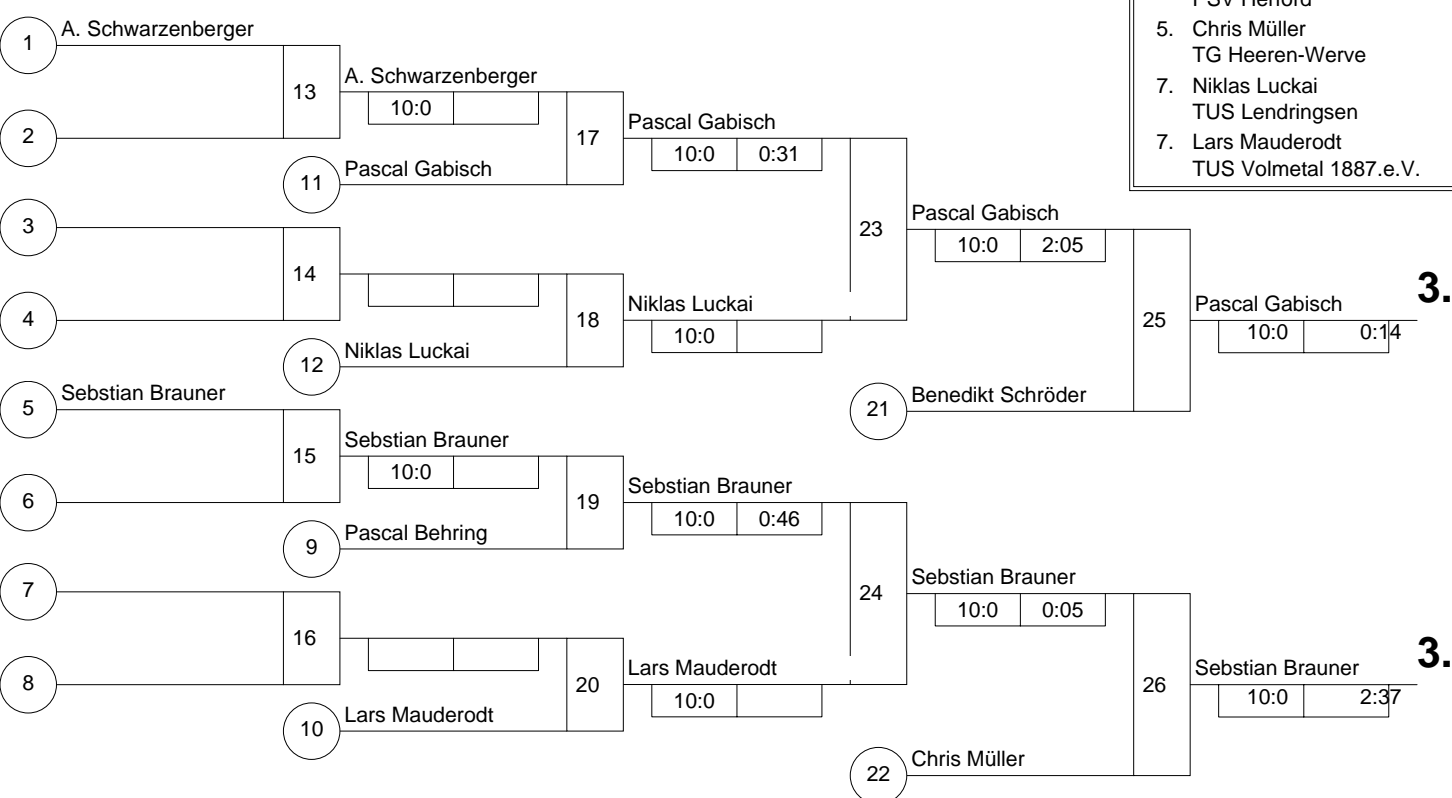 PSV Herford
5. Chris Müller
TG Heeren-Werve
7. Niklas Luckai
TUS Lendringsen
7. Lars Mauderodt
TUS Volmetal 1887.e.V.
1 A. Schwarzenberger
2
13
A. Schwarzenberger
10:0
11 Pascal Gabisch
17
Pascal Gabisch
10:0 0:31
3
4
14
12 Niklas Luckai
18
Niklas Luckai
10:0
23
Pascal Gabisch
10:0 2:05
21 Benedikt Schröder
25
Pascal Gabisch
10:0 0:14
3.
5 Sebstian Brauner
6
15
Sebstian Brauner
10:0
9 Pascal Behring
19
Sebstian Brauner
10:0 0:46
7
8
16
10 Lars Mauderodt
20
Lars Mauderodt
10:0
24
Sebstian Brauner
10:0 0:05
22 Chris Müller
26
Sebstian Brauner
10:0 2:37
3.